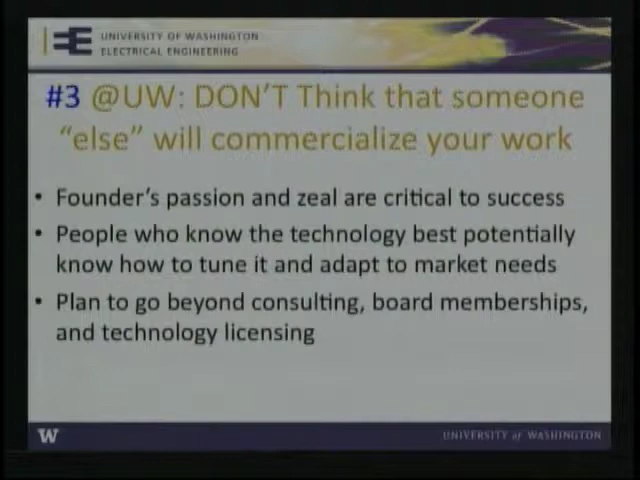 UNIVERSITY OF WASHINGTON
ELECTRICAL ENGINEERING
#3 @UW: DON'T Think that someone
“else” will commercialize your work
• Founder's passion and zeal are critical to success
• People who know the technology best potentially
know how to tune it and adapt to market needs
• Plan to go beyond consulting, board memberships,
and technology licensing
W
UNIVERSITY of WASHINGTON